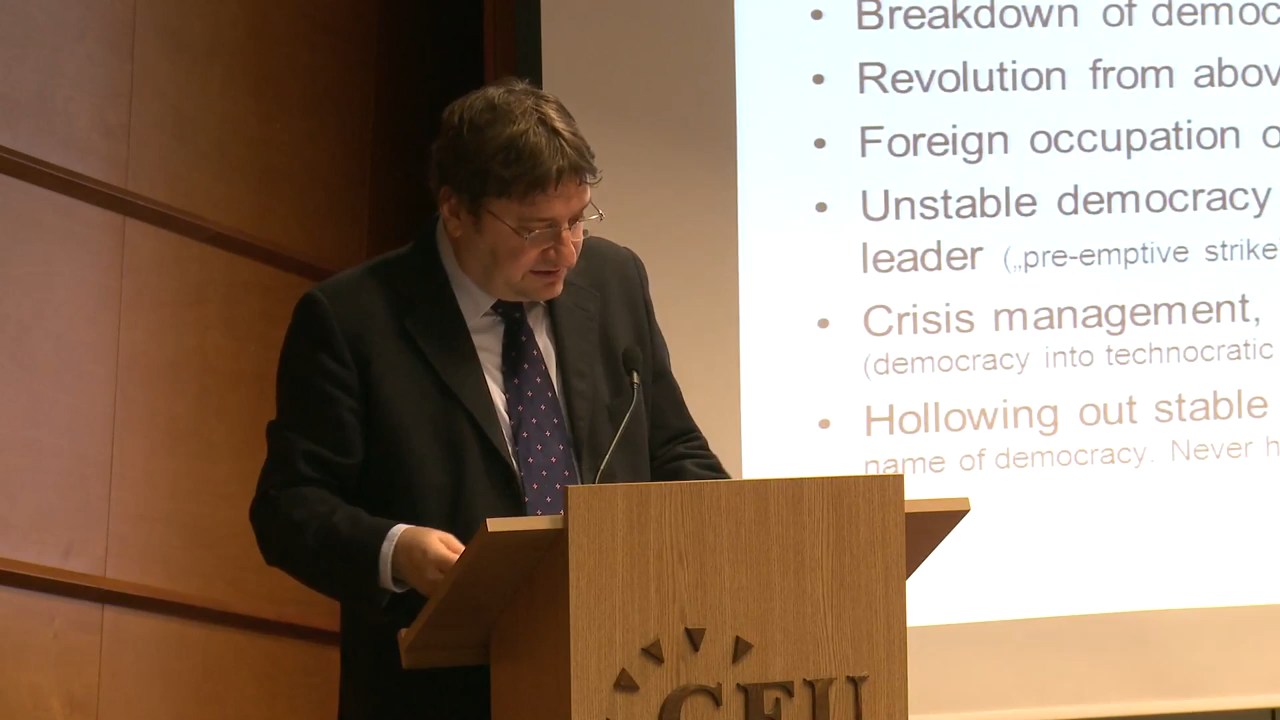 • Breakdown of democ
• Revolution from abov
• Foreign occupation o
• Unstable democracy
leader („pre-emptive strike
• Crisis management,
(democracy into technocratic
• Hollowing out stable
name of democracy. Never h
CEU